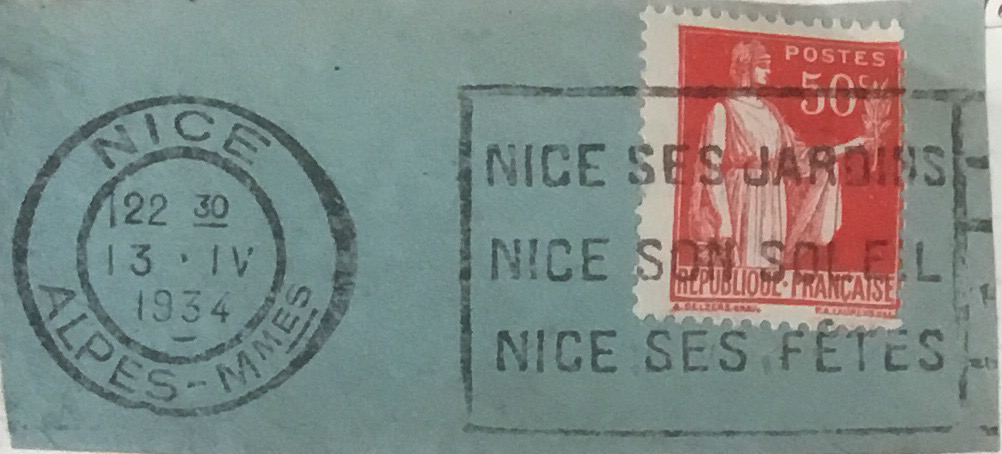 NICE
22 30
13 · IV
1934
ALPES-MMES
POSTES
50c
RÉPUBLIQUE·FRANÇAISE
NICE SES JARDINS
NICE SON SOLEIL
NICE SES FÊTES